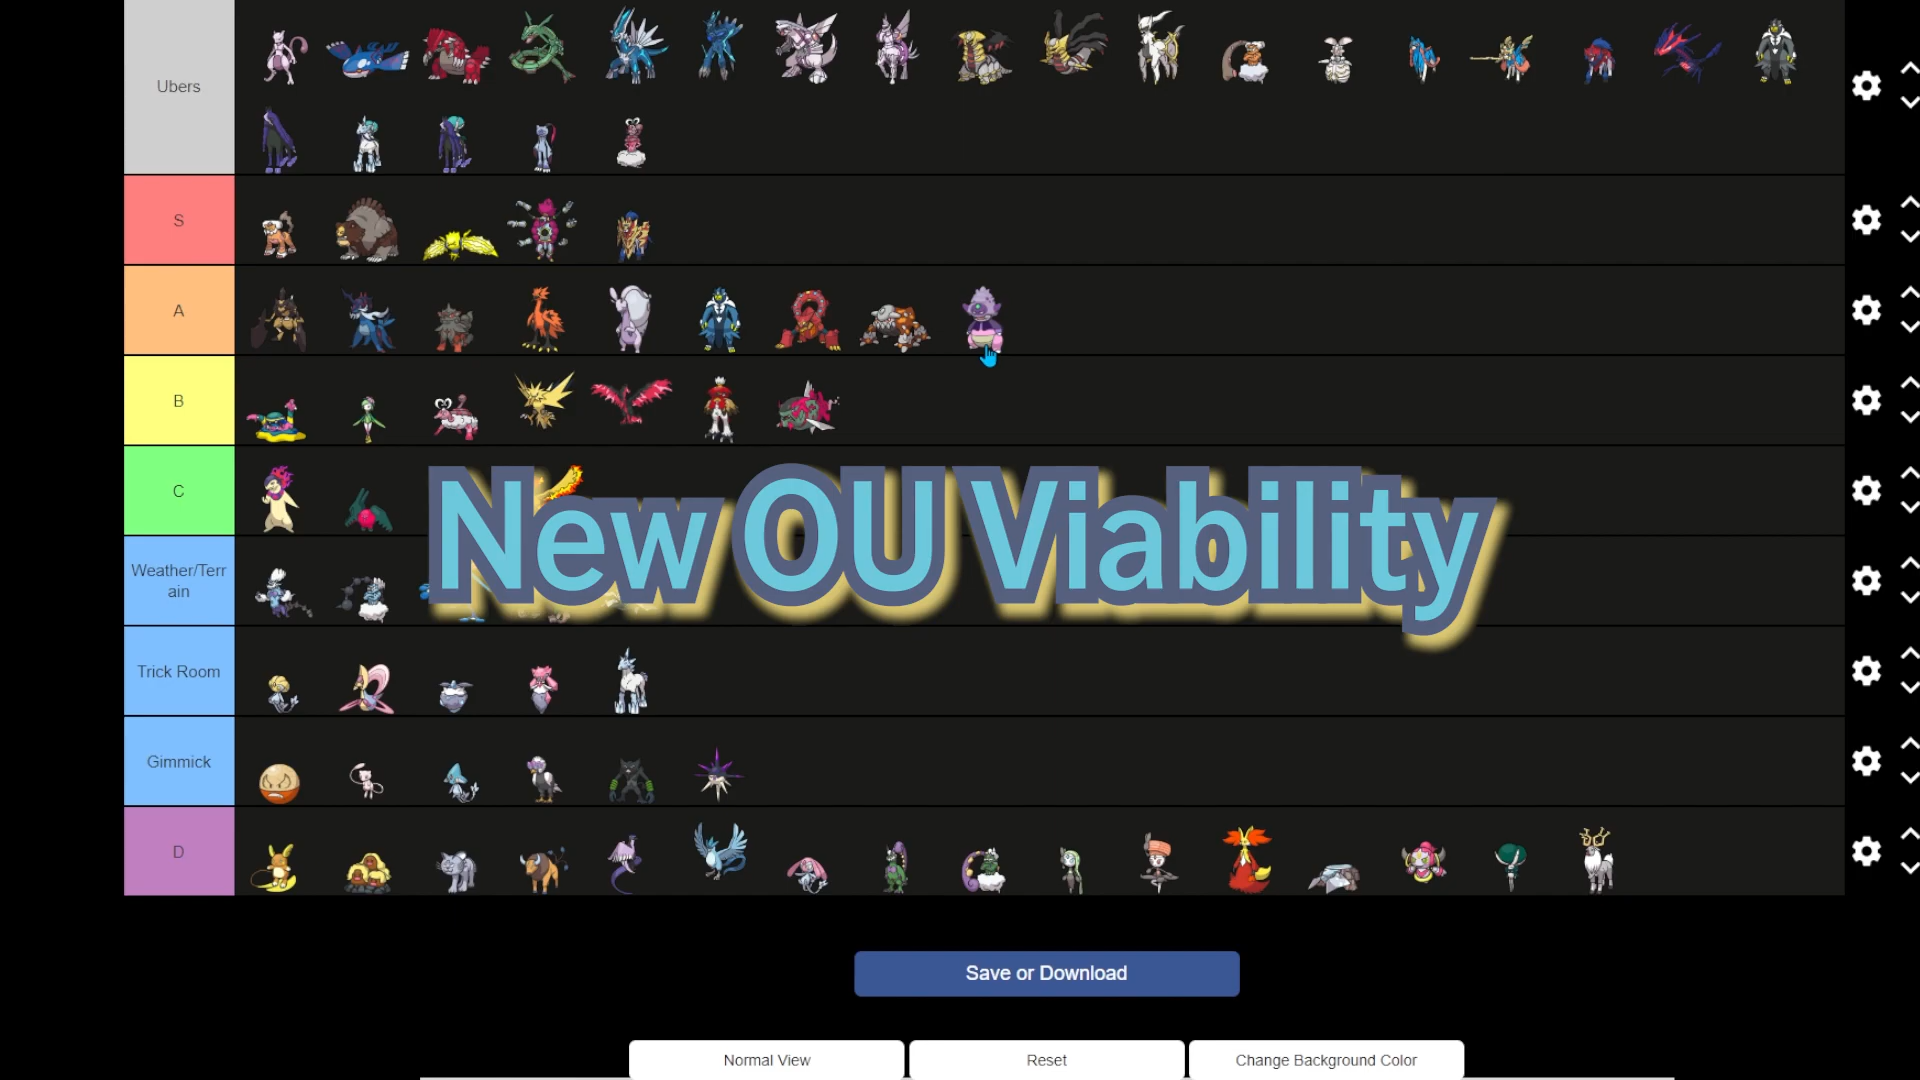 Ubers
S
A
B
C
New OU Viability
Weather/Terr
ain
Trick Room
Gimmick
D
Save or Download
Normal View
Reset
Change Background Color